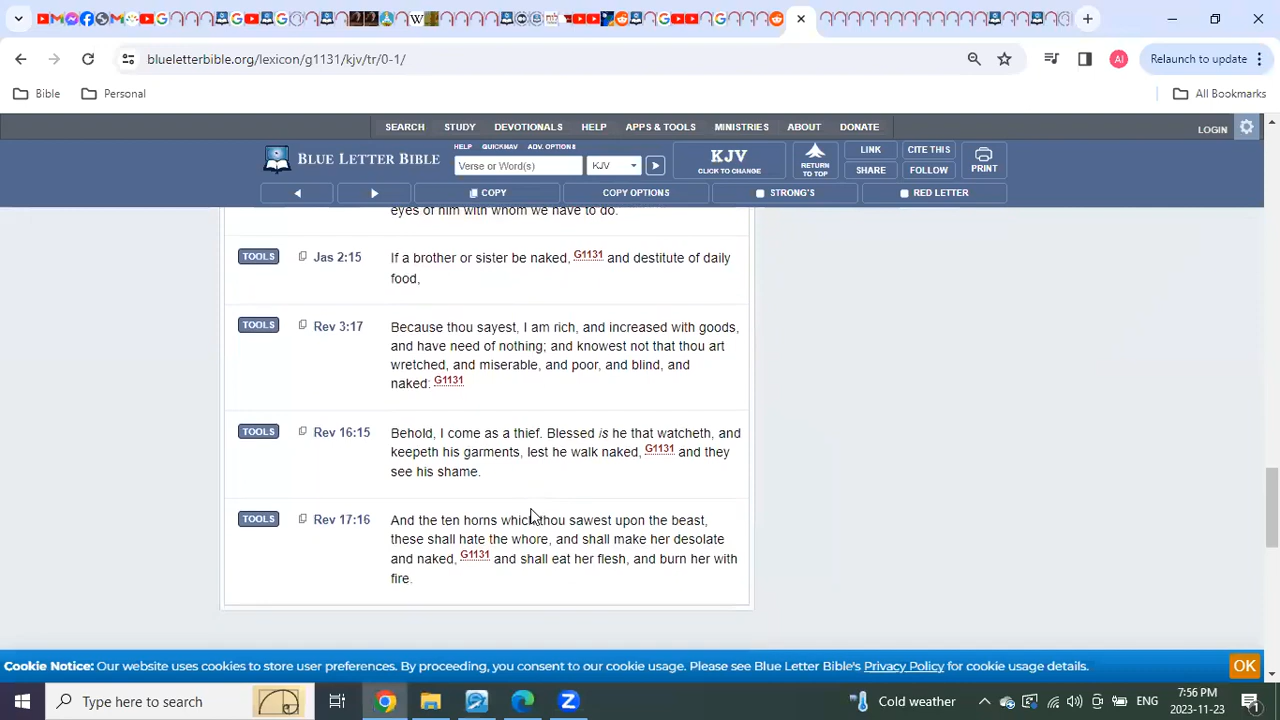 blueletterbible.org/lexicon/g1131/kjv/tr/0-1/
AI
Relaunch to update
Bible
Personal
All Bookmarks
SEARCH STUDY DEVOTIONALS HELP APPS & TOOLS MINISTRIES ABOUT DONATE
LOGIN
BLUE LETTER BIBLE
HELP QUICKNAV ADV. OPTIONS
Verse or Word(s)
KJV
KJV
CLICK TO CHANGE
RETURN
TO TOP
LINK
CITE THIS
SHARE
FOLLOW
PRINT
COPY
COPY OPTIONS
STRONG'S
RED LETTER
eyes of him with whom we have to do.
TOOLS
Jas 2:15
If a brother or sister be naked, G1131 and destitute of daily
food,
TOOLS
Rev 3:17
Because thou sayest, I am rich, and increased with goods,
and have need of nothing; and knowest not that thou art
wretched, and miserable, and poor, and blind, and
naked: G1131
TOOLS
Rev 16:15
Behold, I come as a thief. Blessed is he that watcheth, and
keepeth his garments, lest he walk naked, G1131 and they
see his shame.
TOOLS
Rev 17:16
And the ten horns which thou sawest upon the beast,
these shall hate the whore, and shall make her desolate
and naked, G1131 and shall eat her flesh, and burn her with
fire.
Cookie Notice: Our website uses cookies to store user preferences. By proceeding, you consent to our cookie usage. Please see Blue Letter Bible's Privacy Policy for cookie usage details.
OK
Type here to search
Cold weather
ENG
7:56 PM
2023-11-23
1